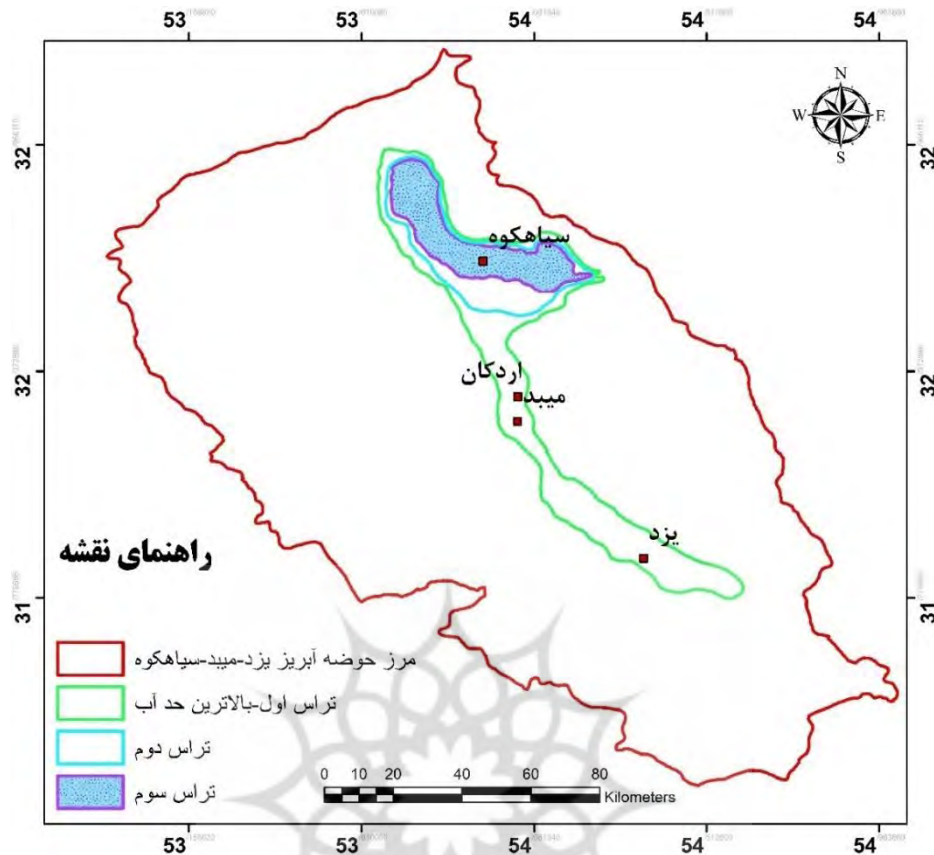 53 53 54 54 54
N
W E
S
32 32
سیاهکوه
32 32
اردکان
میبد
یزد
راهنمای نقشه
31 31
مرز حوضه آبریز یزد-میبد-سیاهکوه
تراس اول-بالاترین حد آب
تراس دوم
تراس سوم
0 5 10 20 40 60 80
Kilometers
53 53 54 54 54